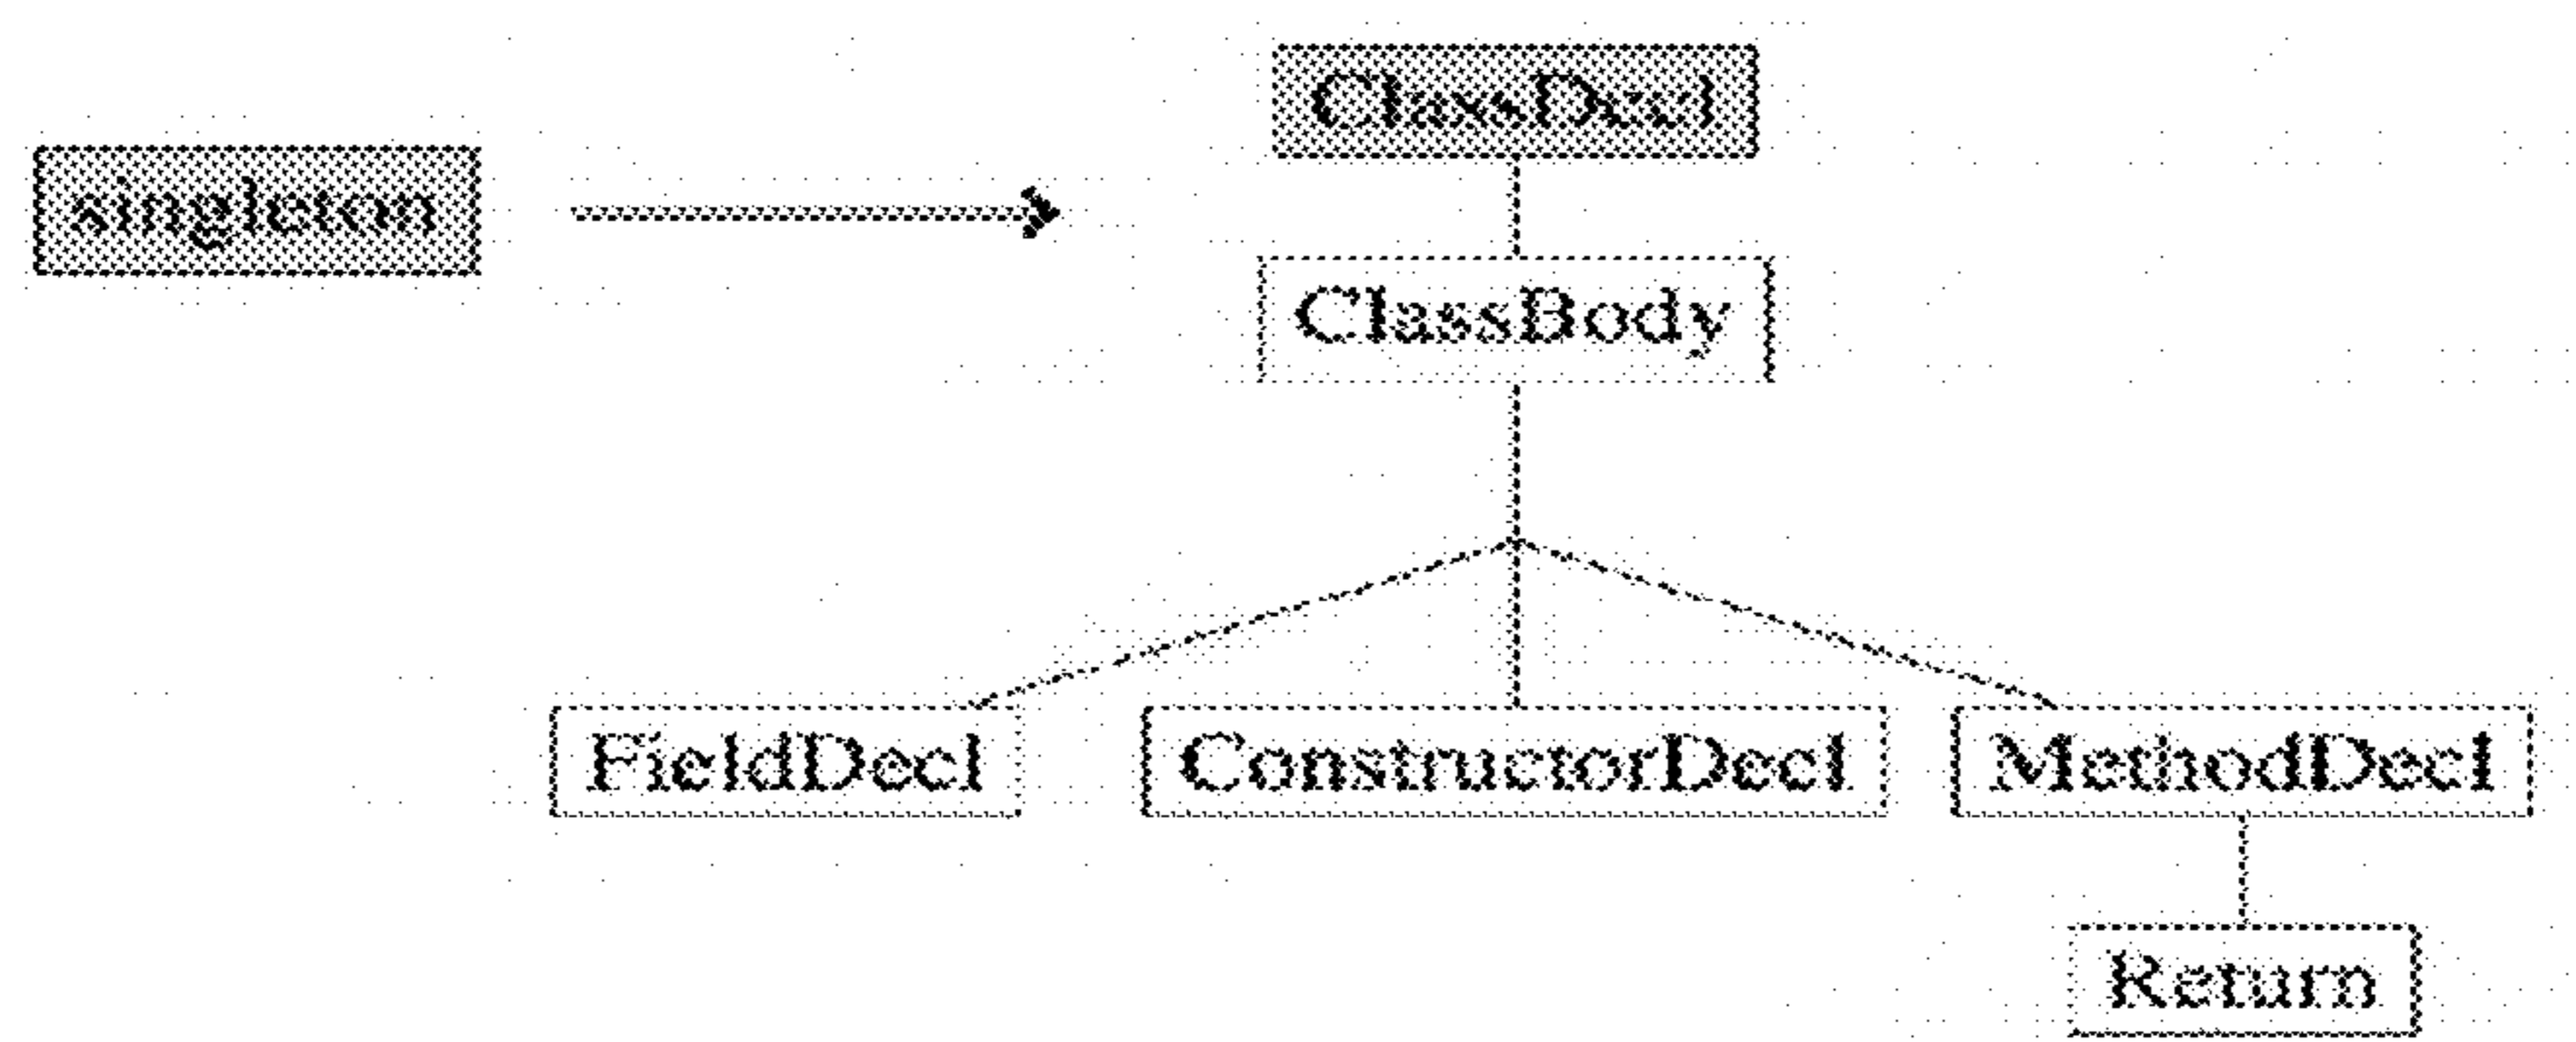 ClassDecl
singleton
ClassBody
FieldDecl
ConstructorDecl
MethodDecl
Return